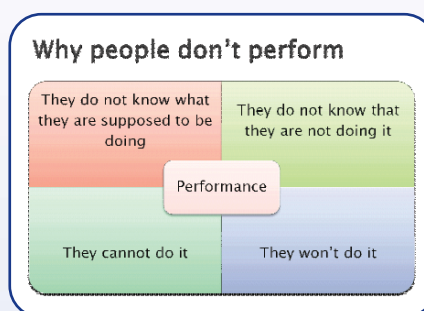 Why people don't perform
They do not know what
they are supposed to be
doing
They do not know that
they are not doing it
Performance
They cannot do it
They won't do it